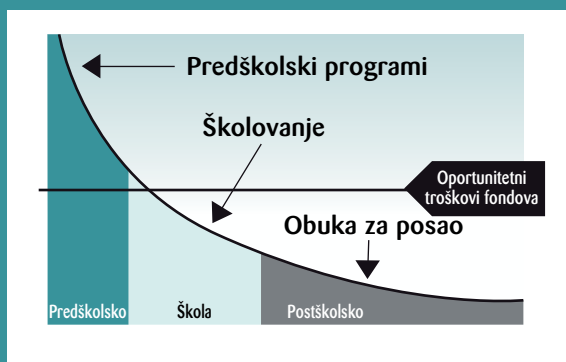 Predškolski programi
Školovanje
Oportunitetni
troškovi fondova
Obuka za posao
Predškolsko
Škola
Postškolsko